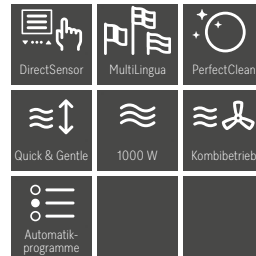 DirectSensor
MultiLingua
PerfectClean
Quick & Gentle
1000 W
Kombibetrieb
Automatik-
programme